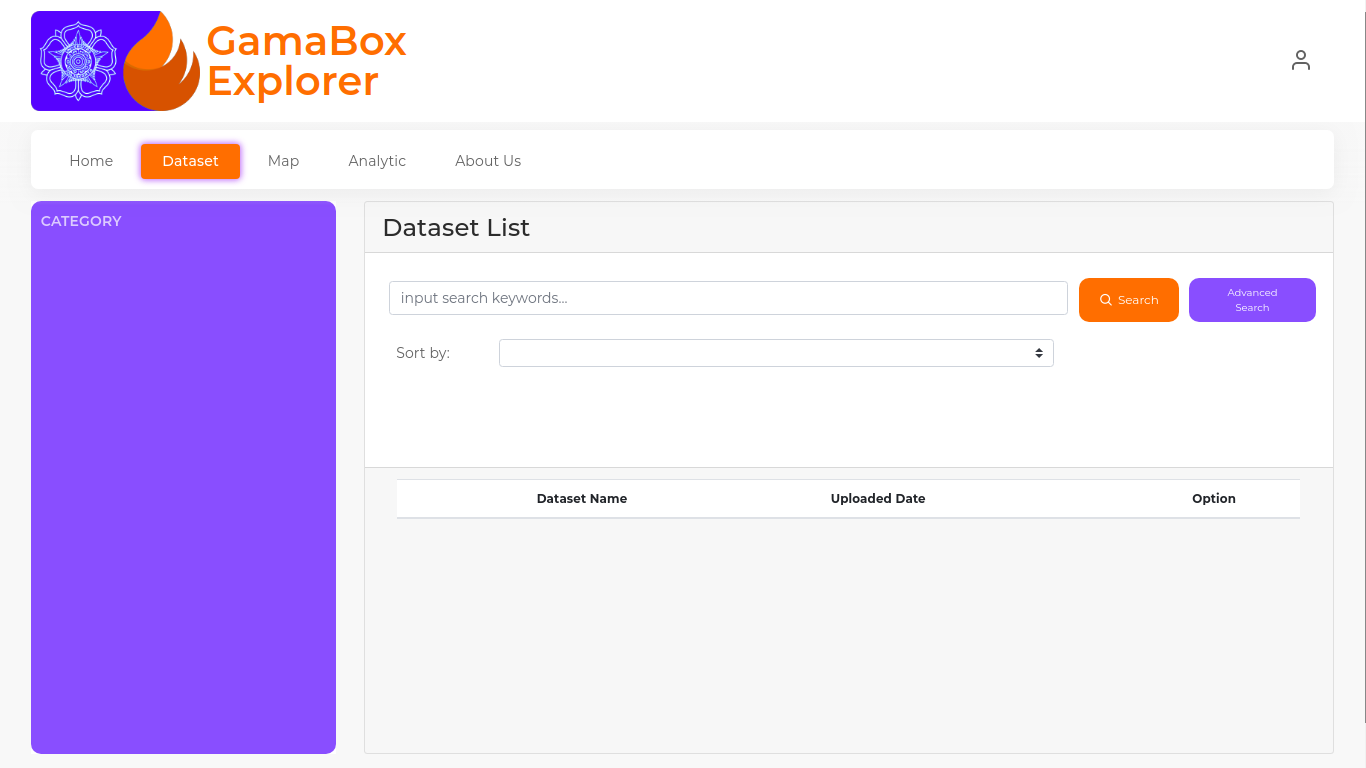 GamaBox
Explorer
Home
Dataset
Map
Analytic
About Us
CATEGORY
Dataset List
input search keywords...
Search
Advanced
Search
Sort by:
Dataset Name
Uploaded Date
Option